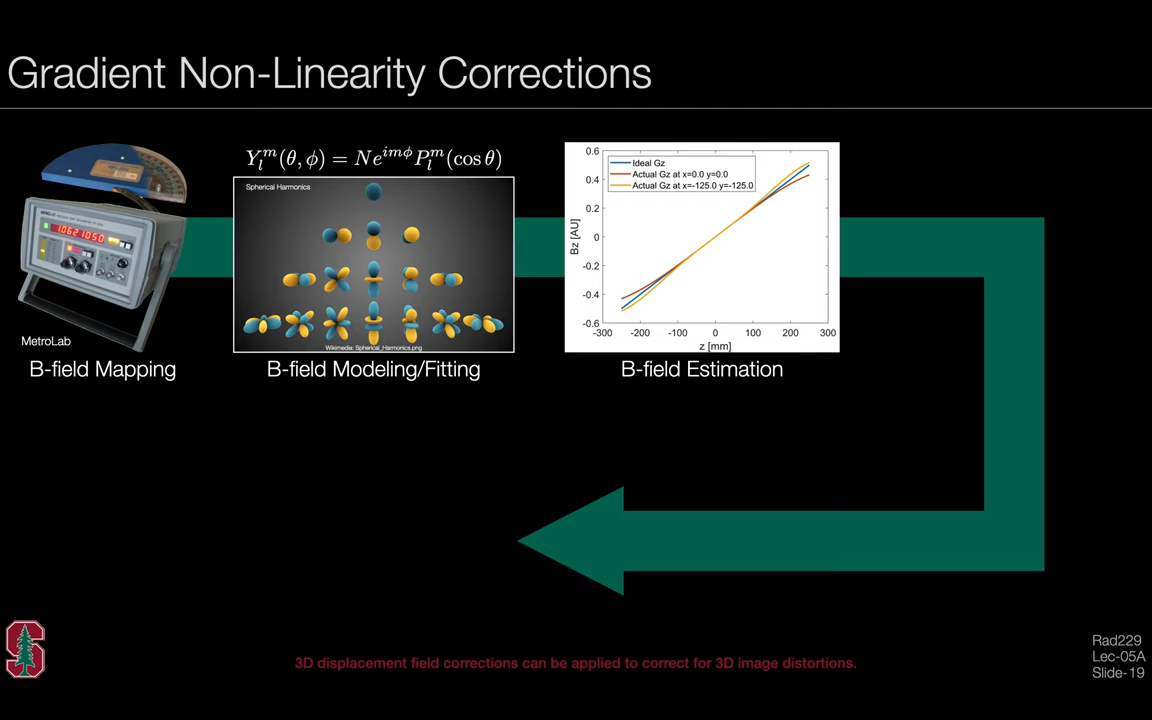 Gradient Non-Linearity Corrections
1.0621050
MetroLab
B-field Mapping
Y_l^m(θ, ϕ) = Ne^{imϕ}P_l^m(cos θ)
Spherical Harmonics
Wikimedia: Spherical_Harmonics.png
B-field Modeling/Fitting
Ideal Gz
Actual Gz at x=0.0 y=0.0
Actual Gz at x=-125.0 y=-125.0
Bz [AU]
0.6
0.4
0.2
0
-0.2
-0.4
-0.6
-300 -200 -100 0 100 200 300
z [mm]
B-field Estimation
3D displacement field corrections can be applied to correct for 3D image distortions.
S
Rad229
Lec-05A
Slide-19